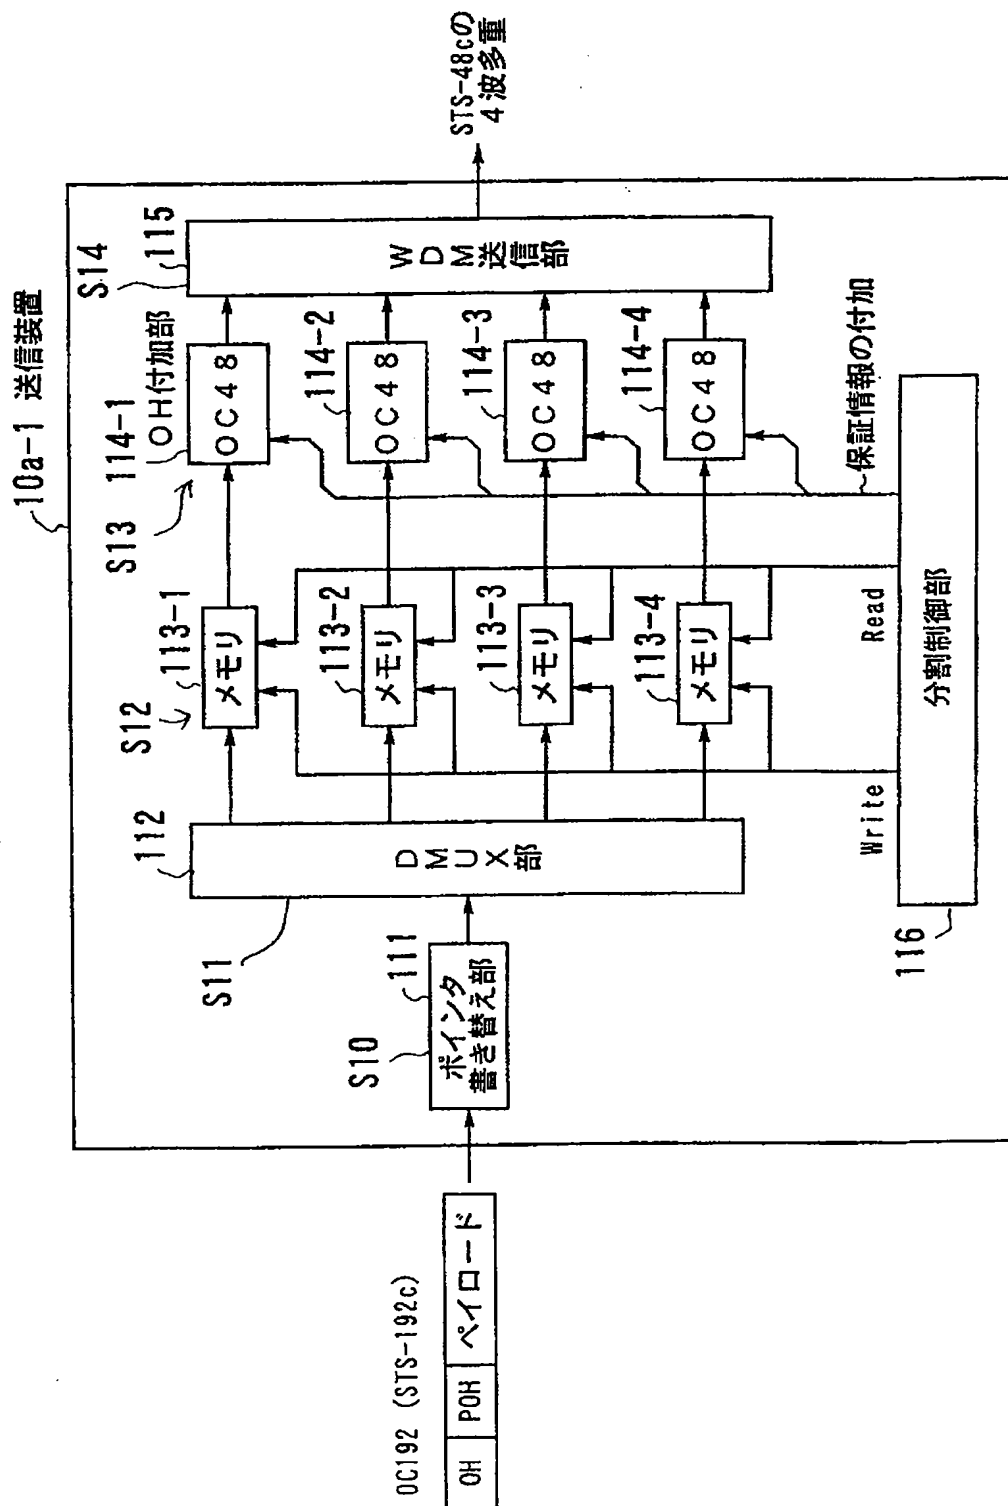 10a-1 送信装置
OC192 (STS-192c)
OH
POH
ペイロード
S10
111
ポインタ
書き替え部
S11
112
DMUX部
S12
113-1
メモリ
113-2
メモリ
113-3
メモリ
113-4
メモリ
S13
114-1
OH付加部
OC48
114-2
OC48
114-3
OC48
114-4
OC48
S14
115
WDM送信部
STS-48cの
4波多重
Write
Read
保証情報の付加
116
分割制御部